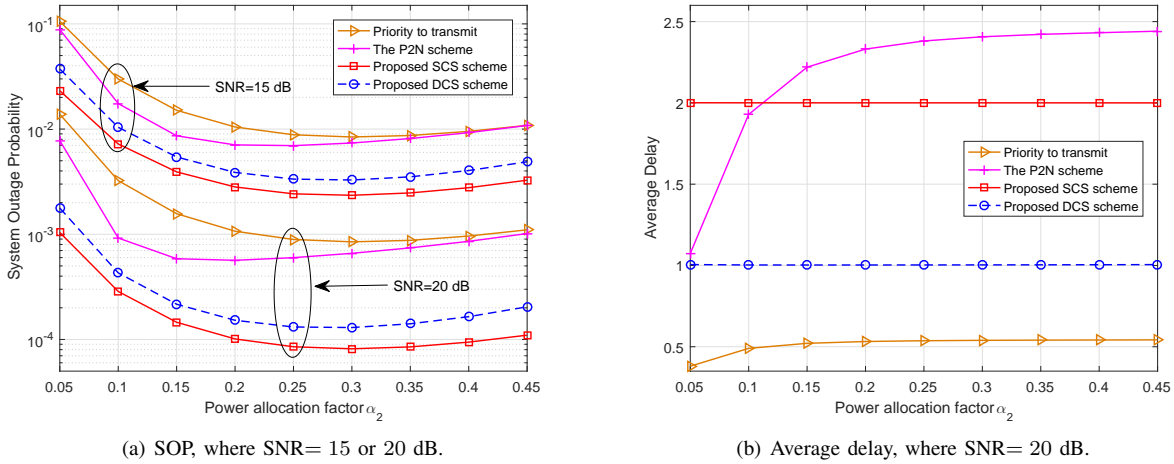 10^{-1}
10^{-2}
10^{-3}
10^{-4}
System Outage Probability
Priority to transmit
The P2N scheme
Proposed SCS scheme
Proposed DCS scheme
SNR=15 dB
SNR=20 dB
0.05 0.1 0.15 0.2 0.25 0.3 0.35 0.4 0.45
Power allocation factor α_2
(a) SOP, where SNR= 15 or 20 dB.
2.5
2
1.5
1
0.5
Average Delay
Priority to transmit
The P2N scheme
Proposed SCS scheme
Proposed DCS scheme
0.05 0.1 0.15 0.2 0.25 0.3 0.35 0.4 0.45
Power allocation factor α_2
(b) Average delay, where SNR= 20 dB.